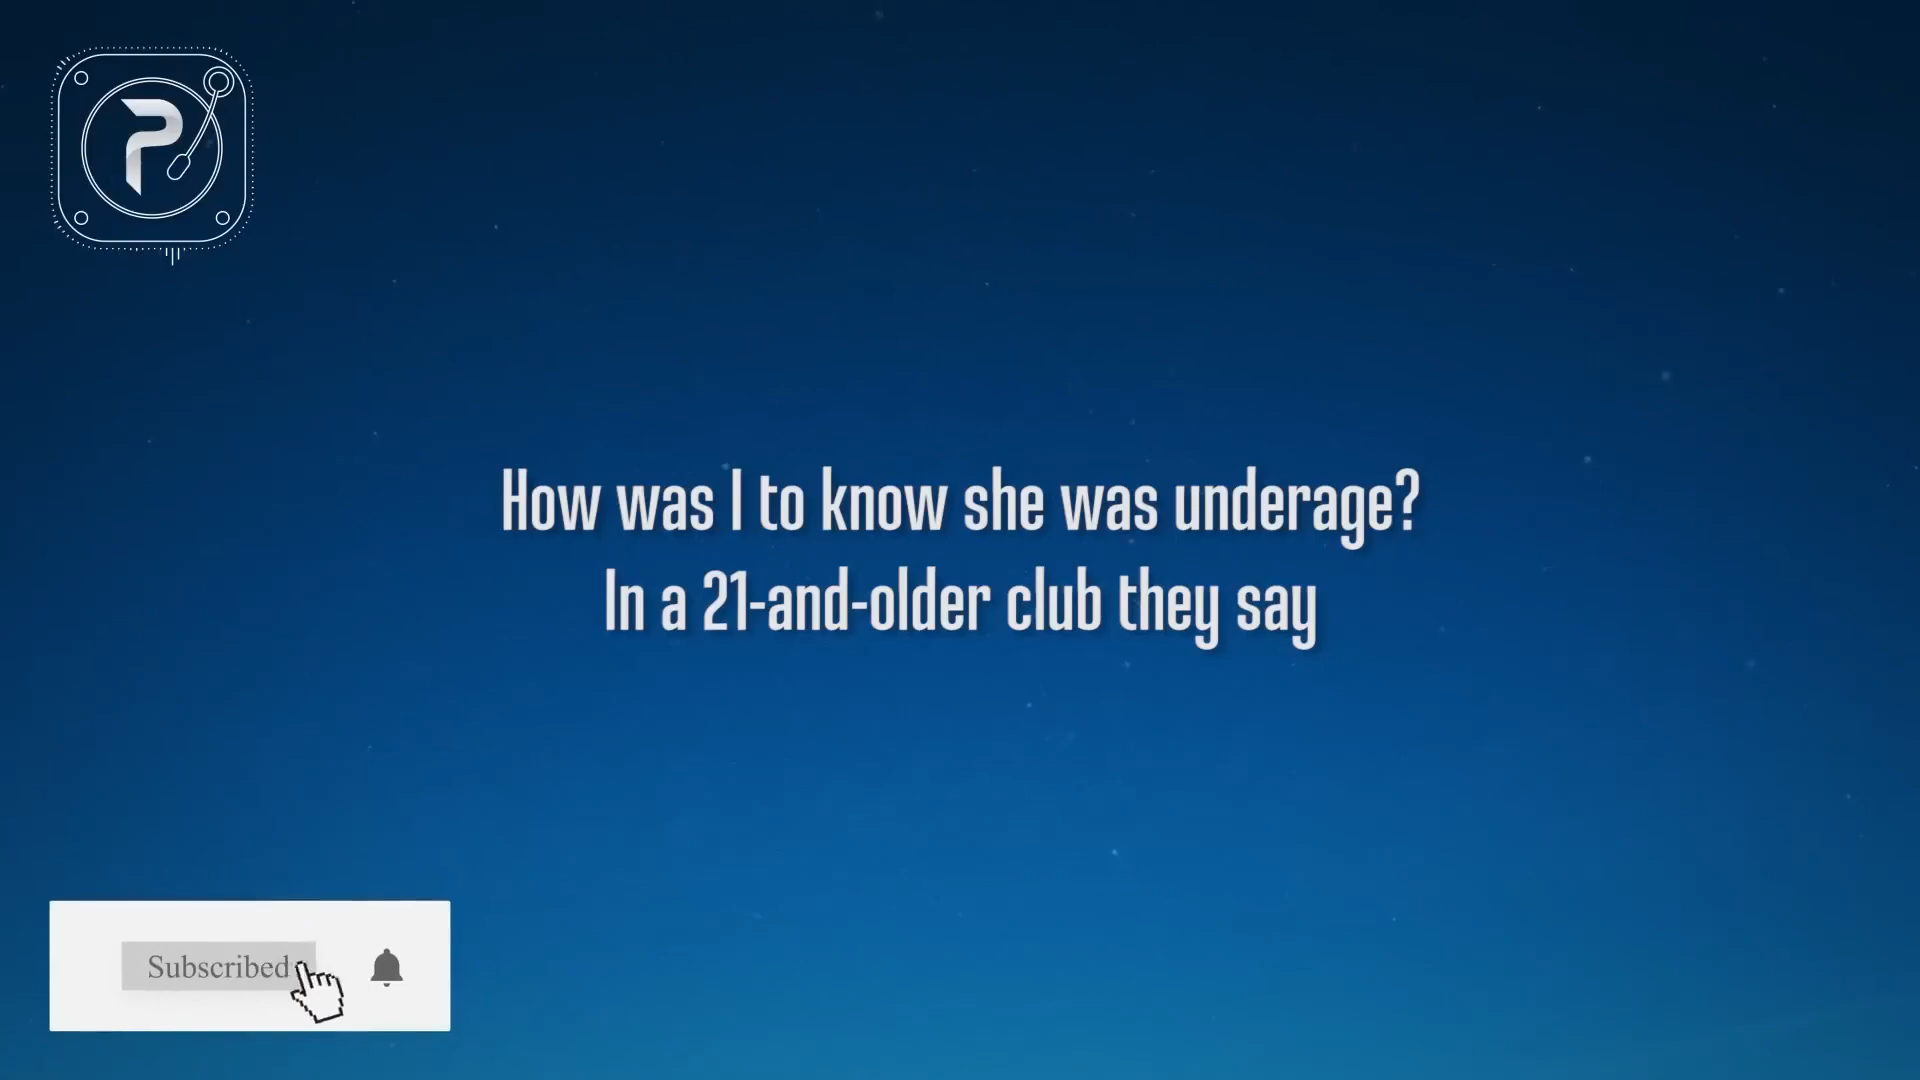 How was I to know she was underage?
In a 21-and-older club they say
Subscribed